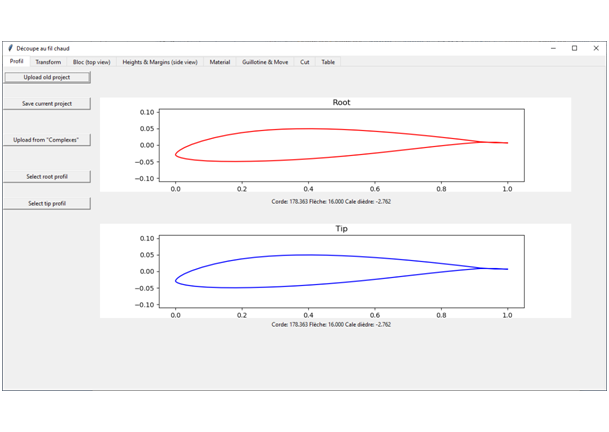 Découpe au fil chaud
Profil Transform Bloc (top view) Heights & Margins (side view) Material Guillotine & Move Cut Table
Upload old project
Save current project
Upload from "Complexes"
Select root profil
Select tip profil
Root
0.10
0.05
0.00
−0.05
−0.10
0.0 0.2 0.4 0.6 0.8 1.0
Corde: 178.363 Flèche: 16.000 Cale dièdre: -2.762
Tip
0.10
0.05
0.00
−0.05
−0.10
0.0 0.2 0.4 0.6 0.8 1.0
Corde: 178.363 Flèche: 16.000 Cale dièdre: -2.762